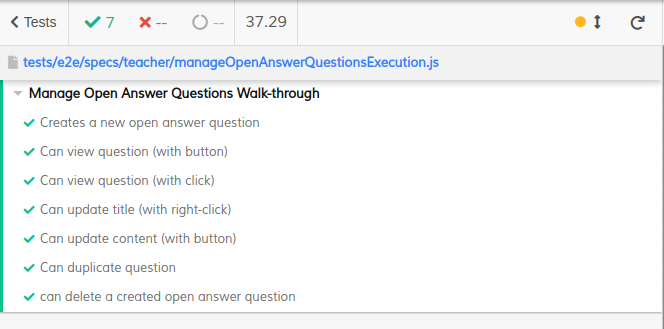 Tests 7 -- -- 37.29
tests/e2e/specs/teacher/manageOpenAnswerQuestionsExecution.js
Manage Open Answer Questions Walk-through
Creates a new open answer question
Can view question (with button)
Can view question (with click)
Can update title (with right-click)
Can update content (with button)
Can duplicate question
can delete a created open answer question